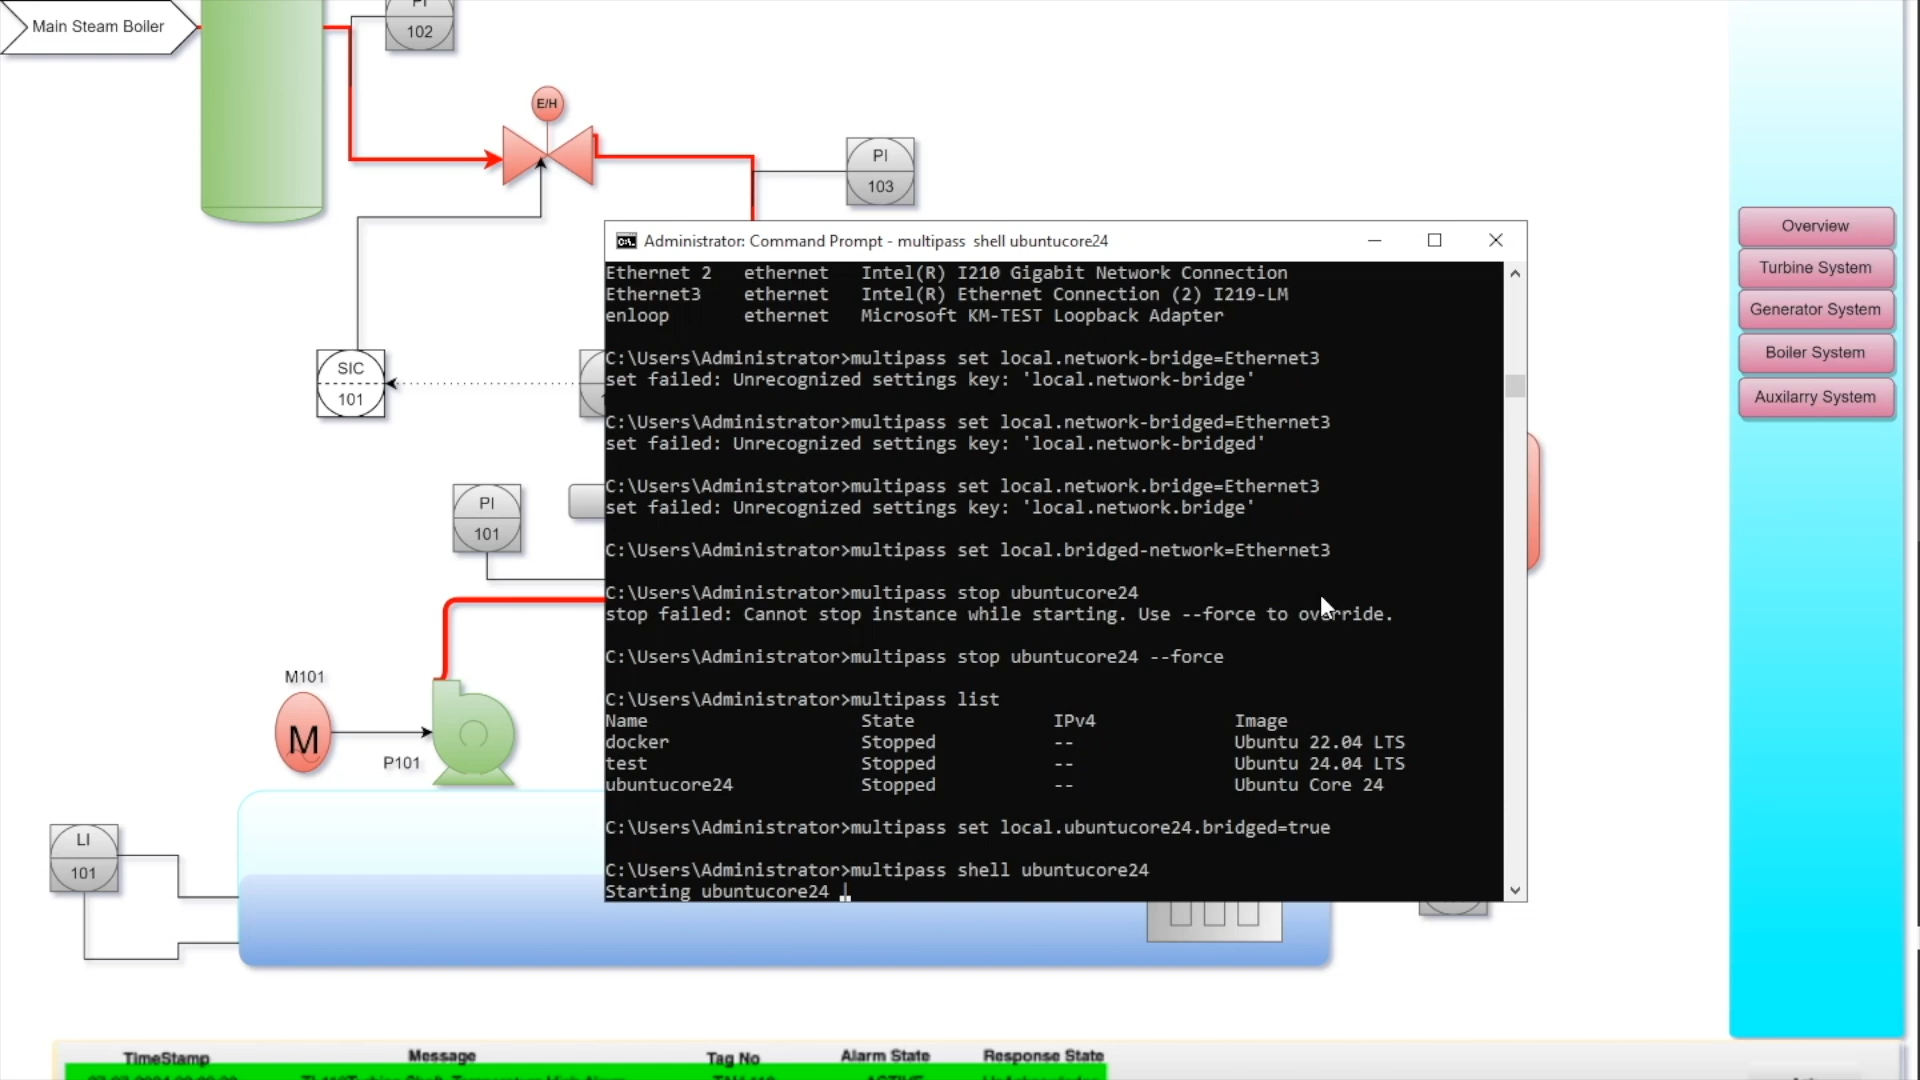 Main Steam Boiler
PI
102
E/H
PI
103
SIC
101
PI
101
M101
M
P101
LI
101
Overview
Turbine System
Generator System
Boiler System
Auxilarry System
Administrator: Command Prompt - multipass shell ubuntucore24
Ethernet 2 ethernet Intel(R) I210 Gigabit Network Connection
Ethernet3 ethernet Intel(R) Ethernet Connection (2) I219-LM
enloop ethernet Microsoft KM-TEST Loopback Adapter
C:\Users\Administrator>multipass set local.network-bridge=Ethernet3
set failed: Unrecognized settings key: 'local.network-bridge'
C:\Users\Administrator>multipass set local.network-bridged=Ethernet3
set failed: Unrecognized settings key: 'local.network-bridged'
C:\Users\Administrator>multipass set local.network.bridge=Ethernet3
set failed: Unrecognized settings key: 'local.network.bridge'
C:\Users\Administrator>multipass set local.bridged-network=Ethernet3
C:\Users\Administrator>multipass stop ubuntucore24
stop failed: Cannot stop instance while starting. Use --force to override.
C:\Users\Administrator>multipass stop ubuntucore24 --force
C:\Users\Administrator>multipass list
Name State IPv4 Image
docker Stopped -- Ubuntu 22.04 LTS
test Stopped -- Ubuntu 24.04 LTS
ubuntucore24 Stopped -- Ubuntu Core 24
C:\Users\Administrator>multipass set local.ubuntucore24.bridged=true
C:\Users\Administrator>multipass shell ubuntucore24
Starting ubuntucore24
TimeStamp Message Tag No Alarm State Response State